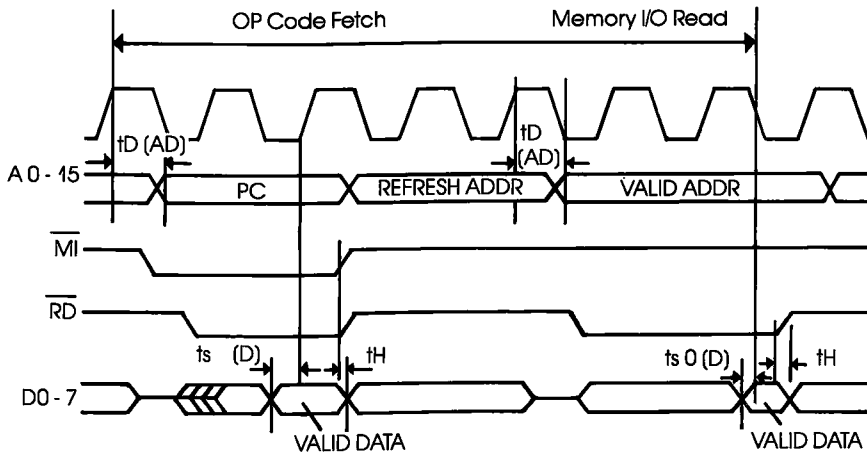 OP Code Fetch Memory I/O Read
tD (AD) tD (AD)
A 0 - 15 PC REFRESH ADDR VALID ADDR
MI
RD
ts (D) tH ts 0 (D) tH
D0 - 7
VALID DATA VALID DATA